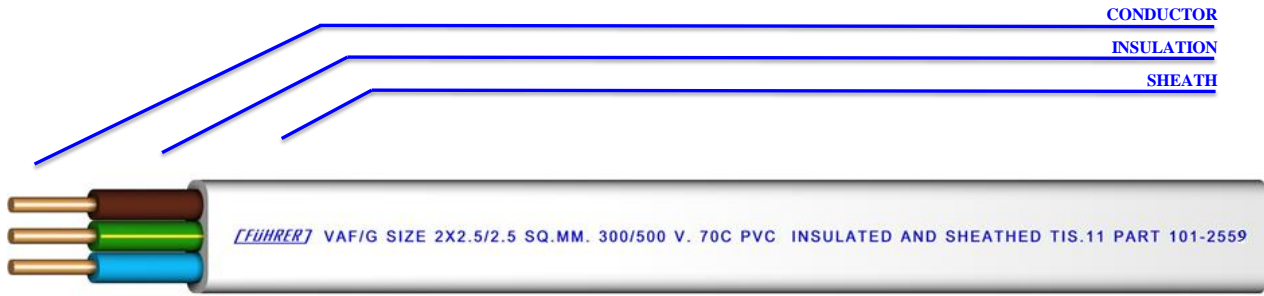 CONDUCTOR
INSULATION
SHEATH
[FÜHRER] VAF/G SIZE 2X2.5/2.5 SQ.MM. 300/500 V. 70C PVC INSULATED AND SHEATHED TIS.11 PART 101-2559